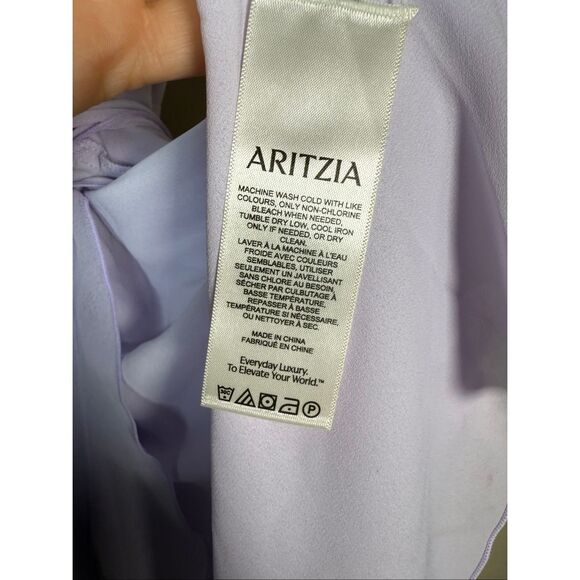 ARITZIA
MACHINE WASH COLD WITH LIKE
COLOURS, ONLY NON-CHLORINE
BLEACH WHEN NEEDED,
TUMBLE DRY LOW, COOL IRON
ONLY IF NEEDED, OR DRY
CLEAN.
LAVER À LA MACHINE À L'EAU
FROIDE AVEC COULEURS
SEMBLABLES, UTILISER
SEULEMENT UN JAVELLISANT
SANS CHLORE AU BESOIN,
SÉCHER PAR CULBUTAGE À
BASSE TEMPÉRATURE,
REPASSER À BASSE
TEMPÉRATURE SI NÉCESSAIRE,
OU NETTOYER À SEC.
MADE IN CHINA
FABRIQUÉ EN CHINE
Everyday Luxury.
To Elevate Your World.™
30C P